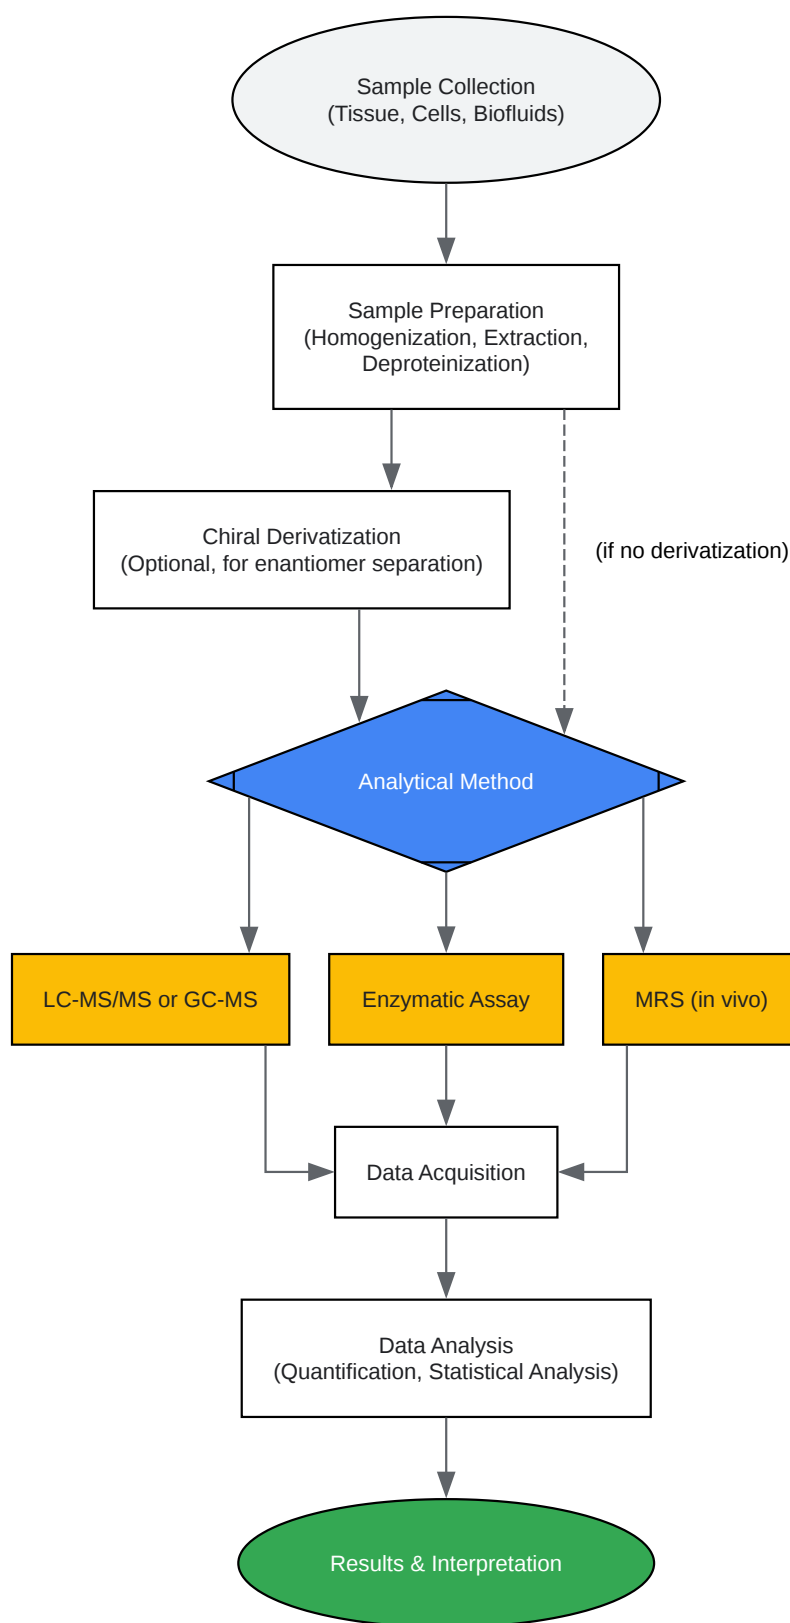 Sample Collection
(Tissue, Cells, Biofluids)
Sample Preparation
(Homogenization, Extraction,
Deproteinization)
Chiral Derivatization
(Optional, for enantiomer separation)
(if no derivatization)
Analytical Method
LC-MS/MS or GC-MS
Enzymatic Assay
MRS (in vivo)
Data Acquisition
Data Analysis
(Quantification, Statistical Analysis)
Results & Interpretation